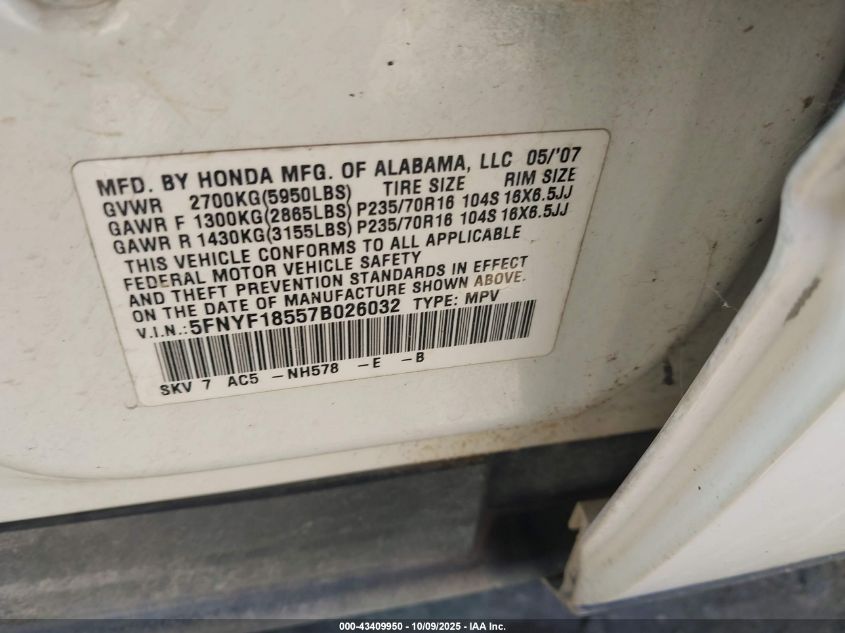 MFD. BY HONDA MFG. OF ALABAMA, LLC 05/'07
GVWR 2700KG(5950LBS) TIRE SIZE RIM SIZE
GAWR F 1300KG(2865LBS) P235/70R16 104S 16X6.5JJ
GAWR R 1430KG(3155LBS) P235/70R16 104S 16X6.5JJ
THIS VEHICLE CONFORMS TO ALL APPLICABLE
FEDERAL MOTOR VEHICLE SAFETY
AND THEFT PREVENTION STANDARDS IN EFFECT
ON THE DATE OF MANUFACTURE SHOWN ABOVE.
V.I.N.: 5FNYF18557B026032 TYPE: MPV
SKV 7 AC5 -NH578 -E -B
000-43409950 - 10/09/2025 - IAA Inc.